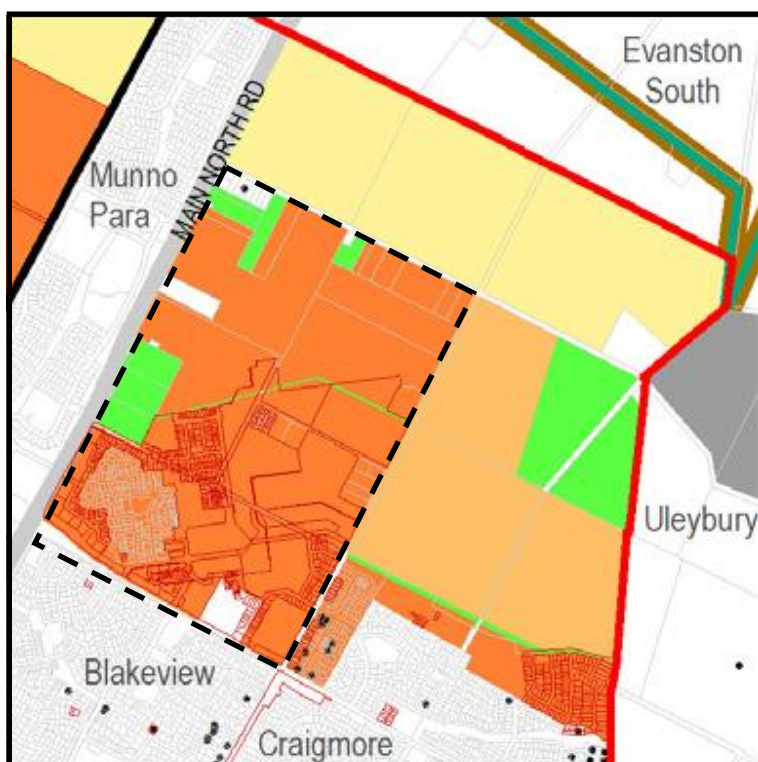 Evanston
South
MAIN NORTH RD
Munno
Para
Uleybury
Blakeview
Craigmore